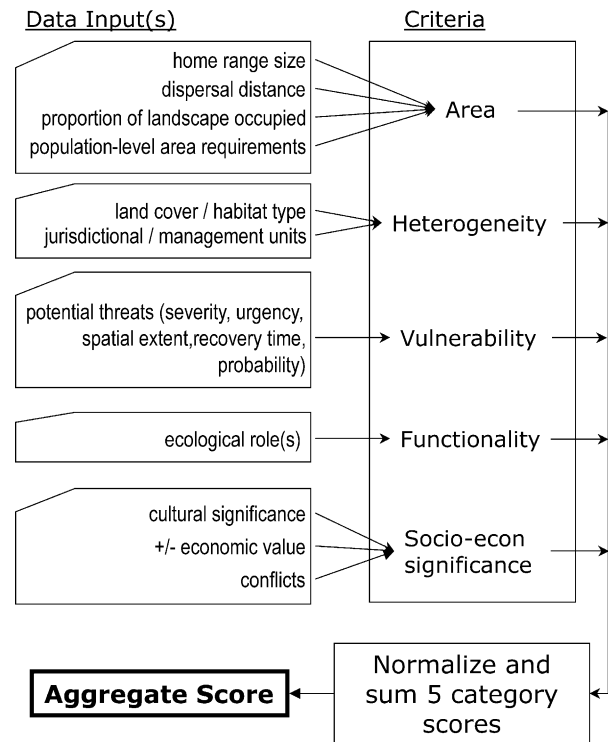 Data Input(s)
Criteria
home range size
dispersal distance
proportion of landscape occupied
population-level area requirements
Area
land cover / habitat type
jurisdictional / management units
Heterogeneity
potential threats (severity, urgency,
spatial extent,recovery time,
probability)
Vulnerability
ecological role(s)
Functionality
cultural significance
+/- economic value
conflicts
Socio-econ
significance
Normalize and
sum 5 category
scores
Aggregate Score